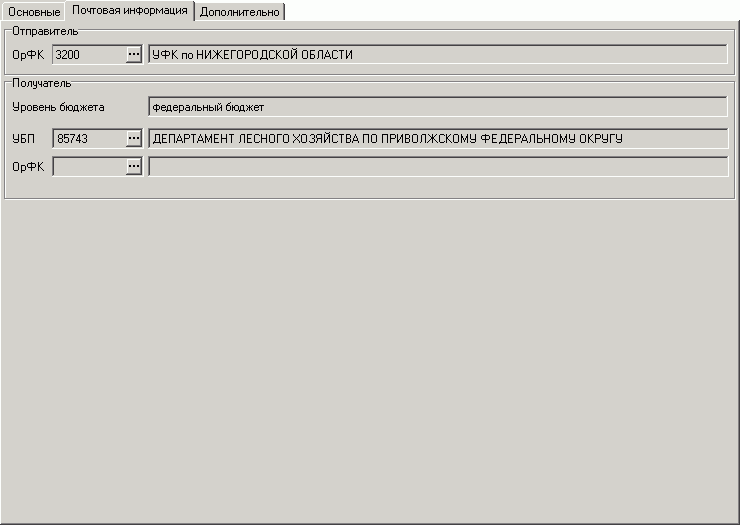 Основные Почтовая информация Дополнительно
Отправитель
ОрФК 3200 ... УФК по НИЖЕГОРОДСКОЙ ОБЛАСТИ
Получатель
Уровень бюджета федеральный бюджет
УБП 85743 ... ДЕПАРТАМЕНТ ЛЕСНОГО ХОЗЯЙСТВА ПО ПРИВОЛЖСКОМУ ФЕДЕРАЛЬНОМУ ОКРУГУ
ОрФК ...